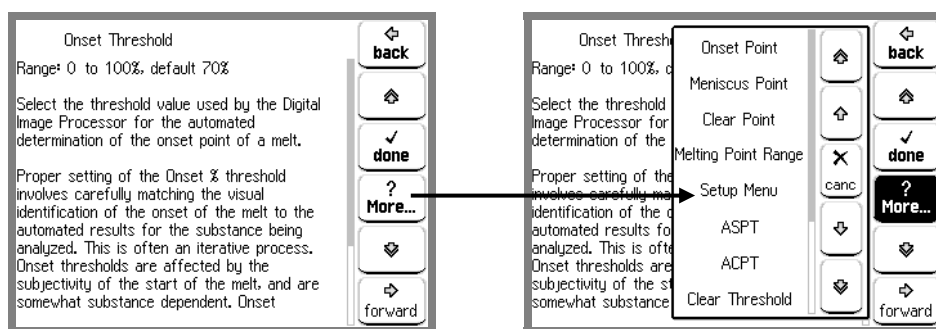 Onset Threshold
Range: 0 to 100%, default 70%
Select the threshold value used by the Digital
Image Processor for the automated
determination of the onset point of a melt.
Proper setting of the Onset % threshold
involves carefully matching the visual
identification of the onset of the melt to the
automated results for the substance being
analyzed. This is often an iterative process.
Onset thresholds are affected by the
subjectivity of the start of the melt, and are
somewhat substance dependent. Onset
back
done
?
More...
forward
Onset Thresh
Range: 0 to 100%, d
Select the threshold
Image Processor for
determination of the
Proper setting of the
involves carefully ma
identification of the o
automated results fo
analyzed. This is ofte
Onset thresholds are
subjectivity of the st
somewhat substance
Onset Point
Meniscus Point
Clear Point
Melting Point Range
Setup Menu
ASPT
ACPT
Clear Threshold
canc
back
done
?
More...
forward